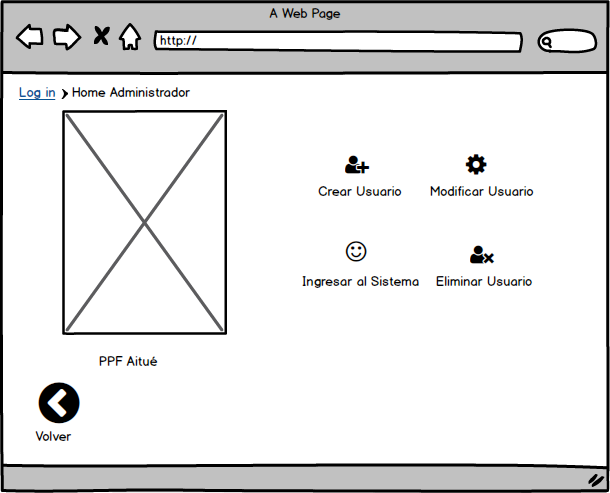 A Web Page
http://
Log in Home Administrador
Crear Usuario Modificar Usuario
Ingresar al Sistema Eliminar Usuario
PPF Aitué
Volver